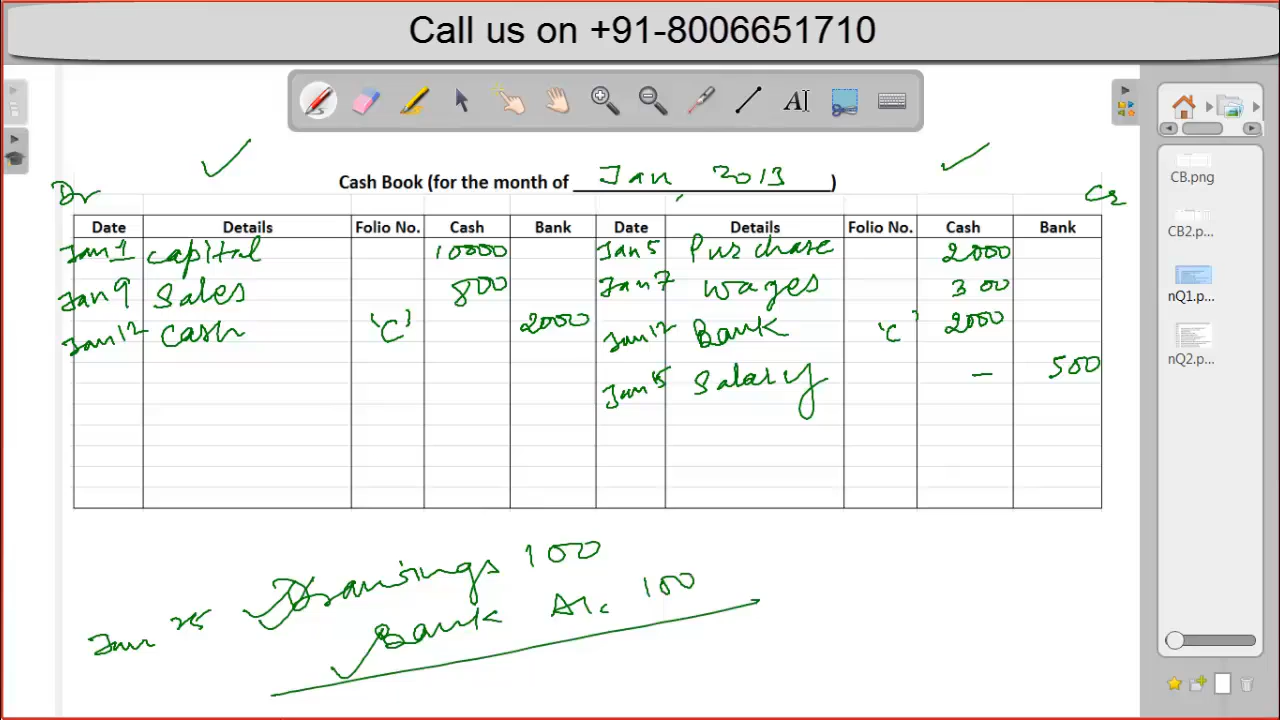 Call us on +91-8006651710
Cash Book (for the month of Jan, 2013)
Dr Cr
Date Details Folio No. Cash Bank Date Details Folio No. Cash Bank
Jan 1 Capital 10000 Jan 5 Purchase 2000
Jan 9 Sales 800 Jan 7 Wages 300
Jan 12 Cash 'C' 2000 Jan 12 Bank 'C' 2000
Jan 15 Salary – 500
Jan 25 Drawings 100
Bank A/c 100
CB.png
CB2.p...
nQ1.p...
nQ2.p...
AI